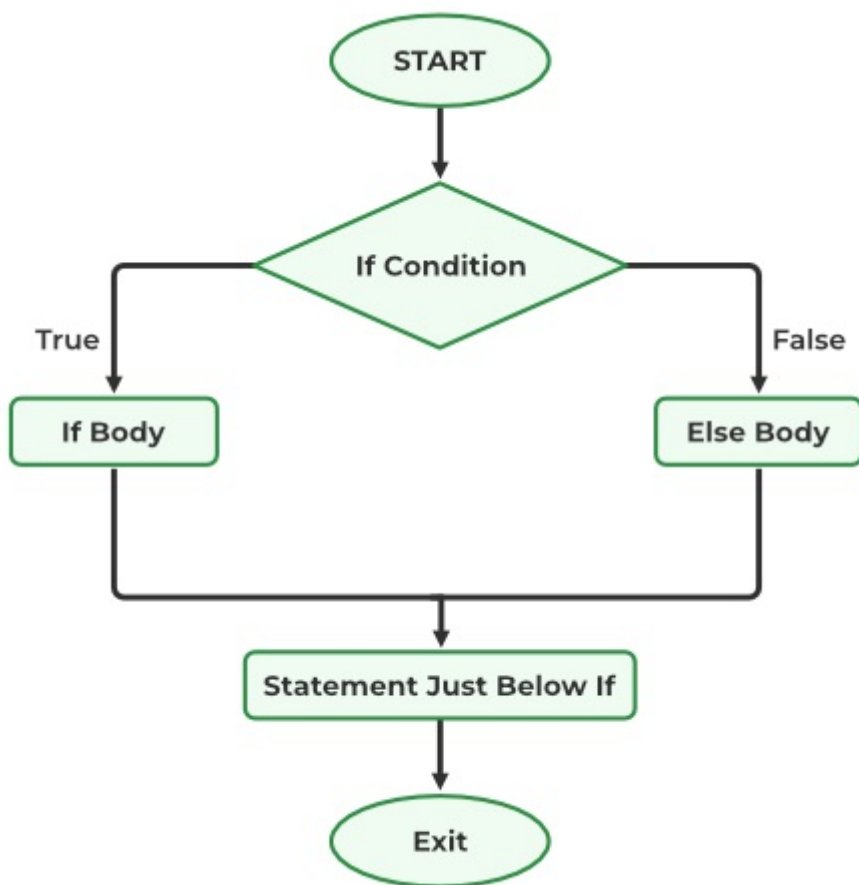 START
If Condition
True
False
If Body
Else Body
Statement Just Below If
Exit